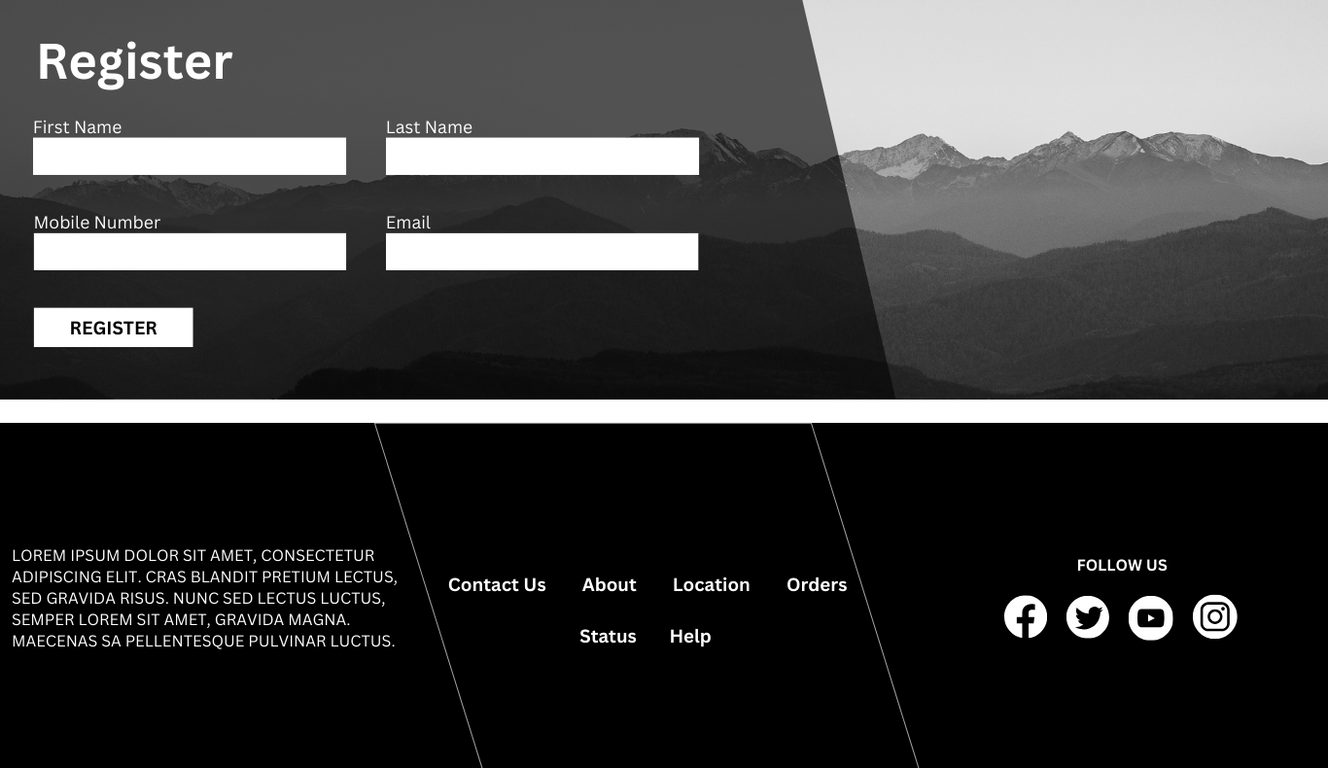 Register
First Name
Last Name
Mobile Number
Email
REGISTER
LOREM IPSUM DOLOR SIT AMET, CONSECTETUR
ADIPISCING ELIT. CRAS BLANDIT PRETIUM LECTUS,
SED GRAVIDA RISUS. NUNC SED LECTUS LUCTUS,
SEMPER LOREM SIT AMET, GRAVIDA MAGNA.
MAECENAS SA PELLENTESQUE PULVINAR LUCTUS.
Contact Us About Location Orders
Status Help
FOLLOW US